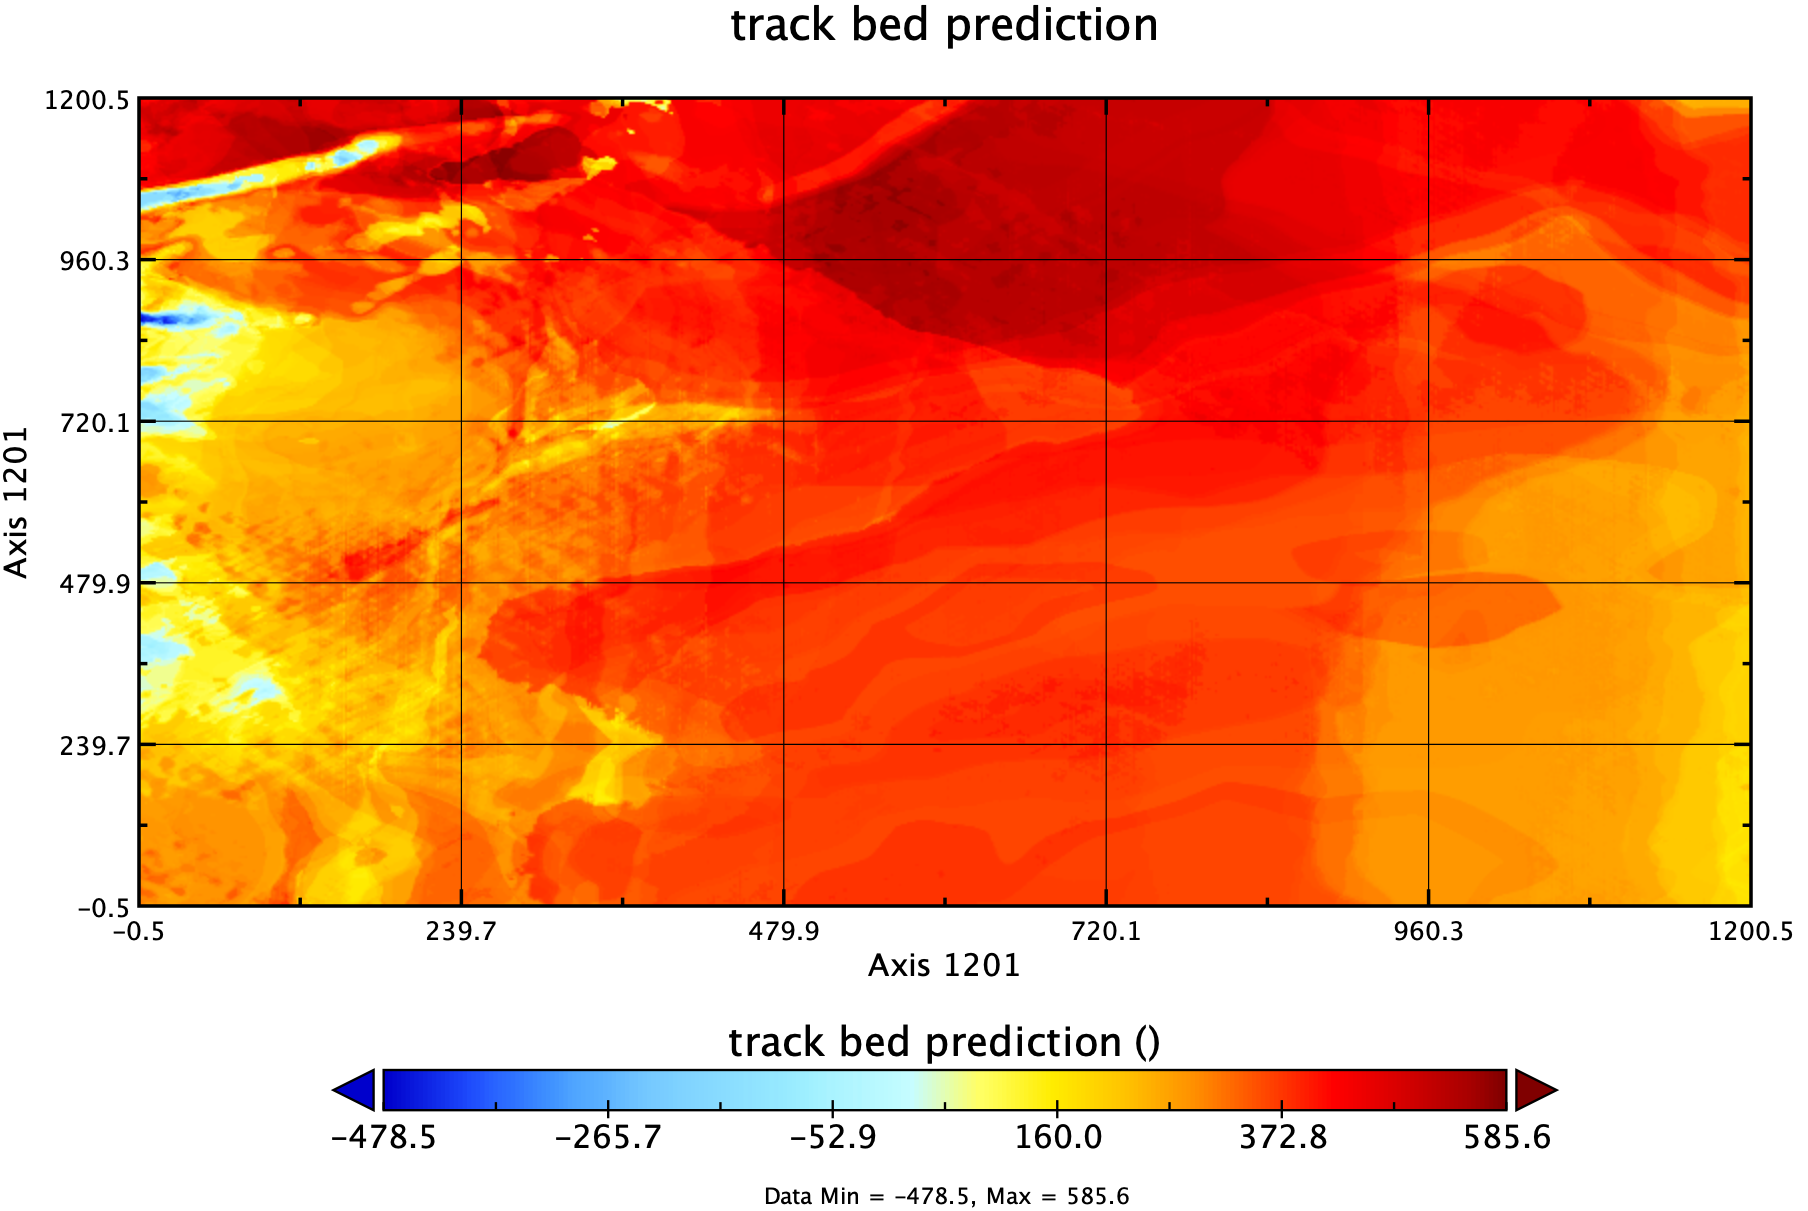 track bed prediction
1200.5
960.3
720.1
479.9
239.7
−0.5
Axis 1201
−0.5 239.7 479.9 720.1 960.3 1200.5
Axis 1201
track bed prediction ()
−478.5 −265.7 −52.9 160.0 372.8 585.6
Data Min = −478.5, Max = 585.6